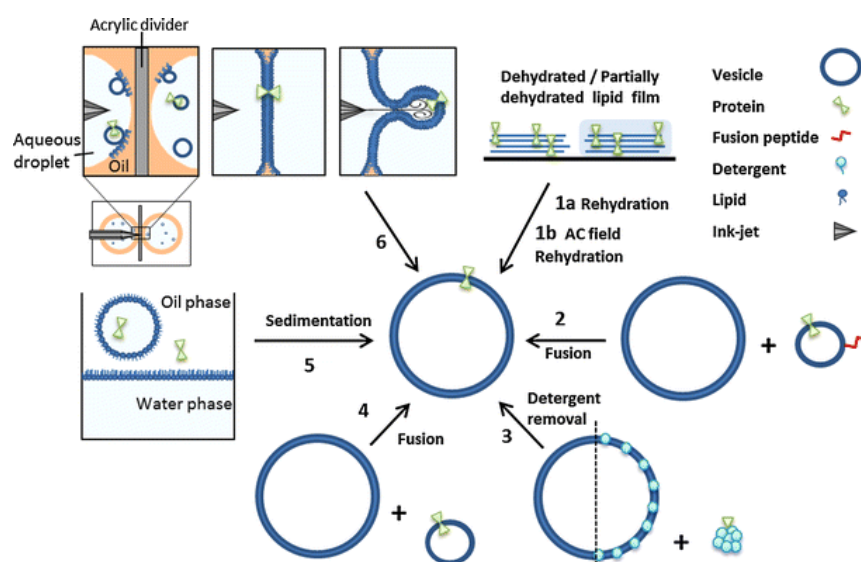 Acrylic divider
Aqueous
droplet
Oil
Dehydrated / Partially
dehydrated lipid film
Vesicle
Protein
Fusion peptide
Detergent
Lipid
Ink-jet
1a Rehydration
1b AC field
Rehydration
6
Oil phase
Water phase
Sedimentation
5
2
Fusion
+
4
Fusion
Detergent
removal
3
+
+